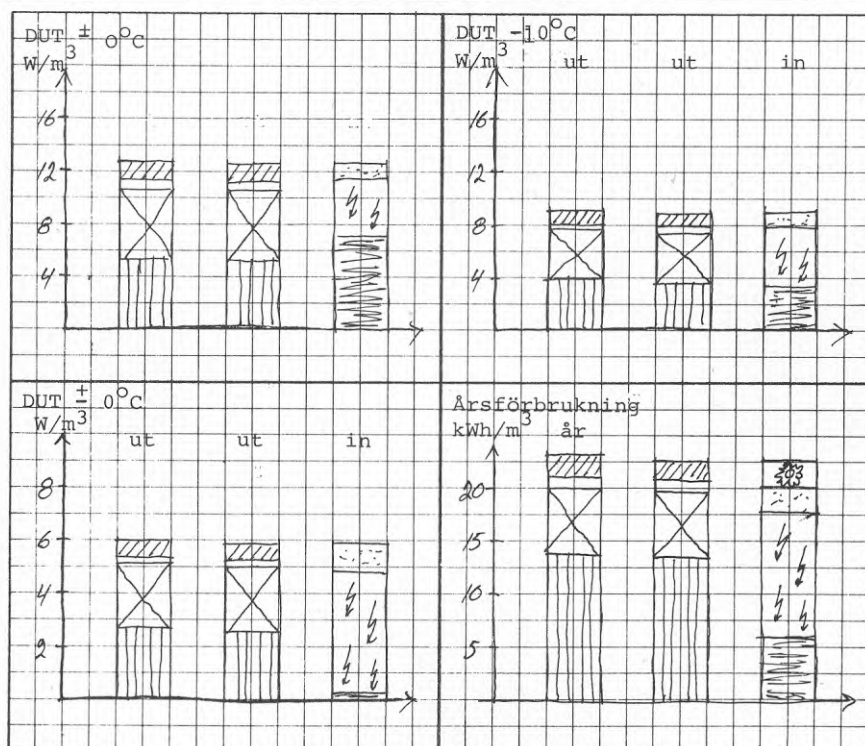 DUT ± 0°C
W/m³
16
12
8
4
DUT -10°C
W/m³ ut ut in
16
12
8
4
DUT ± 0°C
W/m³
ut ut in
8
6
4
2
Årsförbrukning
kWh/m³ år
20
15
10
5